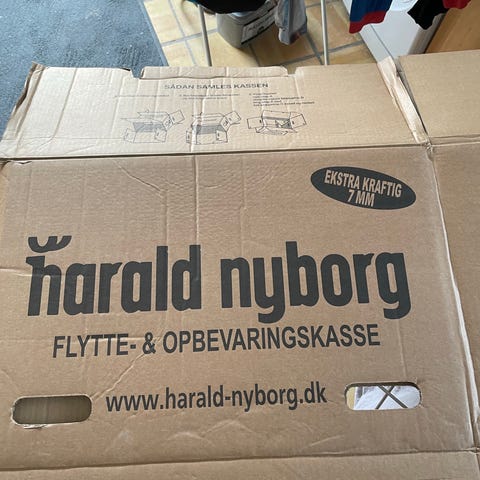 SÅDAN SAMLES KASSEN
EKSTRA KRAFTIG
7 MM
harald nyborg
FLYTTE- & OPBEVARINGSKASSE
www.harald-nyborg.dk